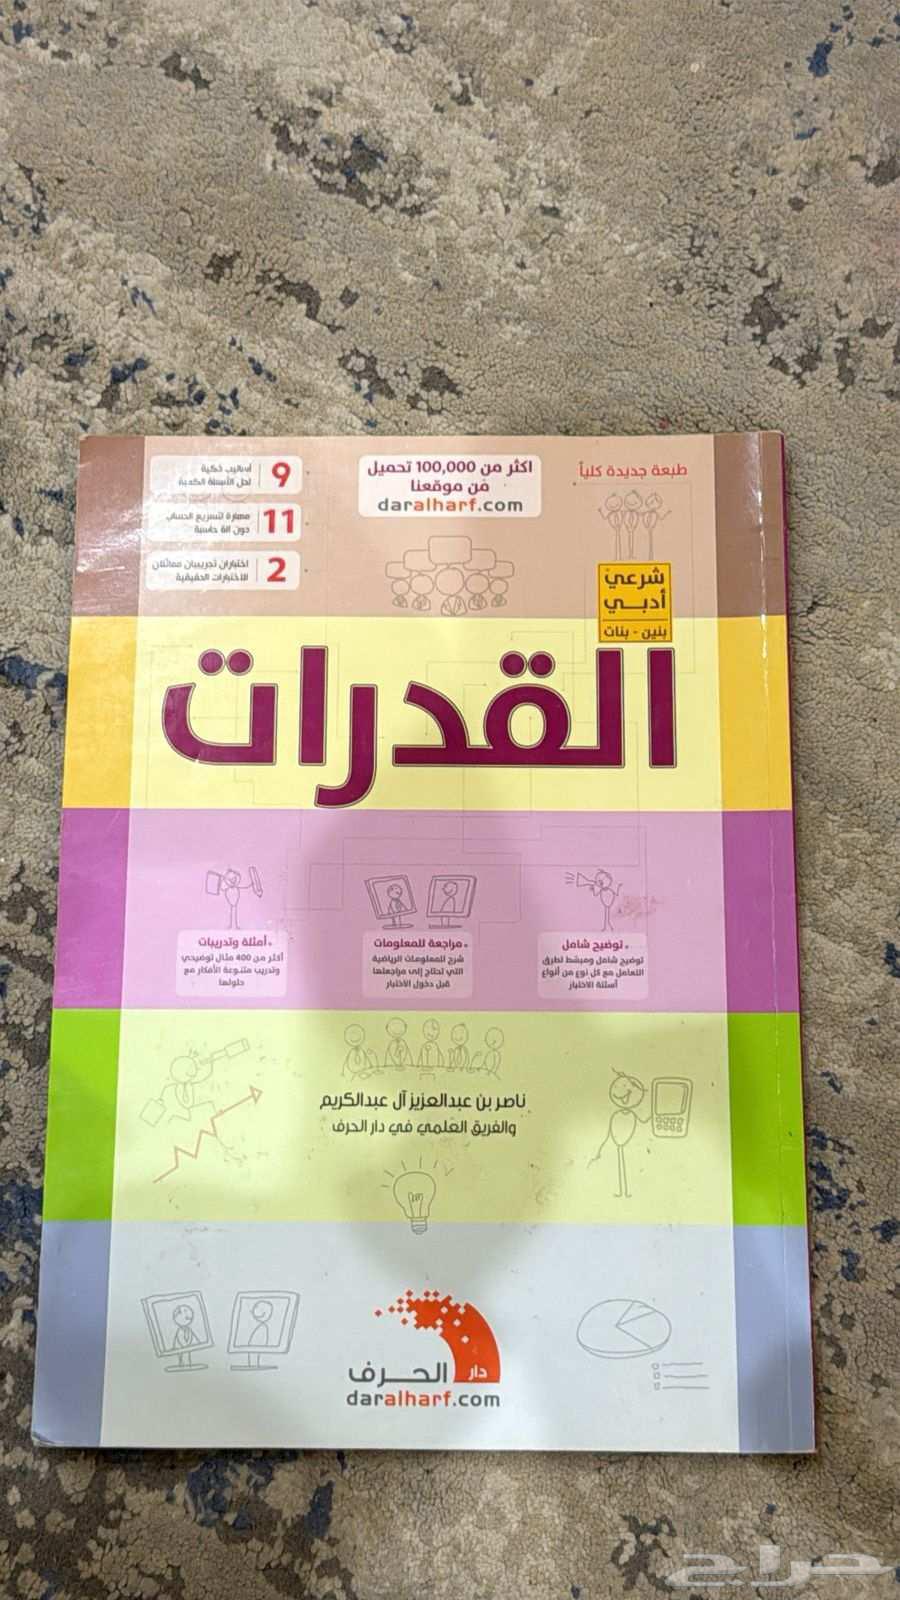 طبعة جديدة كلياً
اكثر من 100,000 تحميل
من موقعنا
daralharf.com
9
أساليب ذكية
لحل الأسئلة الكمية
11
مهارة لتسريع الحساب
دون آلة حاسبة
2
اختباران تجريبيان مماثلان
للاختبارات الحقيقية
شرعي
أدبي
بنين - بنات
القدرات
توضيح شامل
توضيح شامل ومبسّط لطرق
التعامل مع كل نوع من أنواع
أسئلة الاختبار
مراجعة للمعلومات
شرح للمعلومات الرياضية
التي تحتاج إلى مراجعتها
قبل دخول الاختبار
أمثلة وتدريبات
أكثر من 400 مثال توضيحي
وتدريب متنوعة الأفكار مع
حلولها
ناصر بن عبدالعزيز آل عبدالكريم
والفريق العلمي في دار الحرف
دار الحرف
daralharf.com
حراج